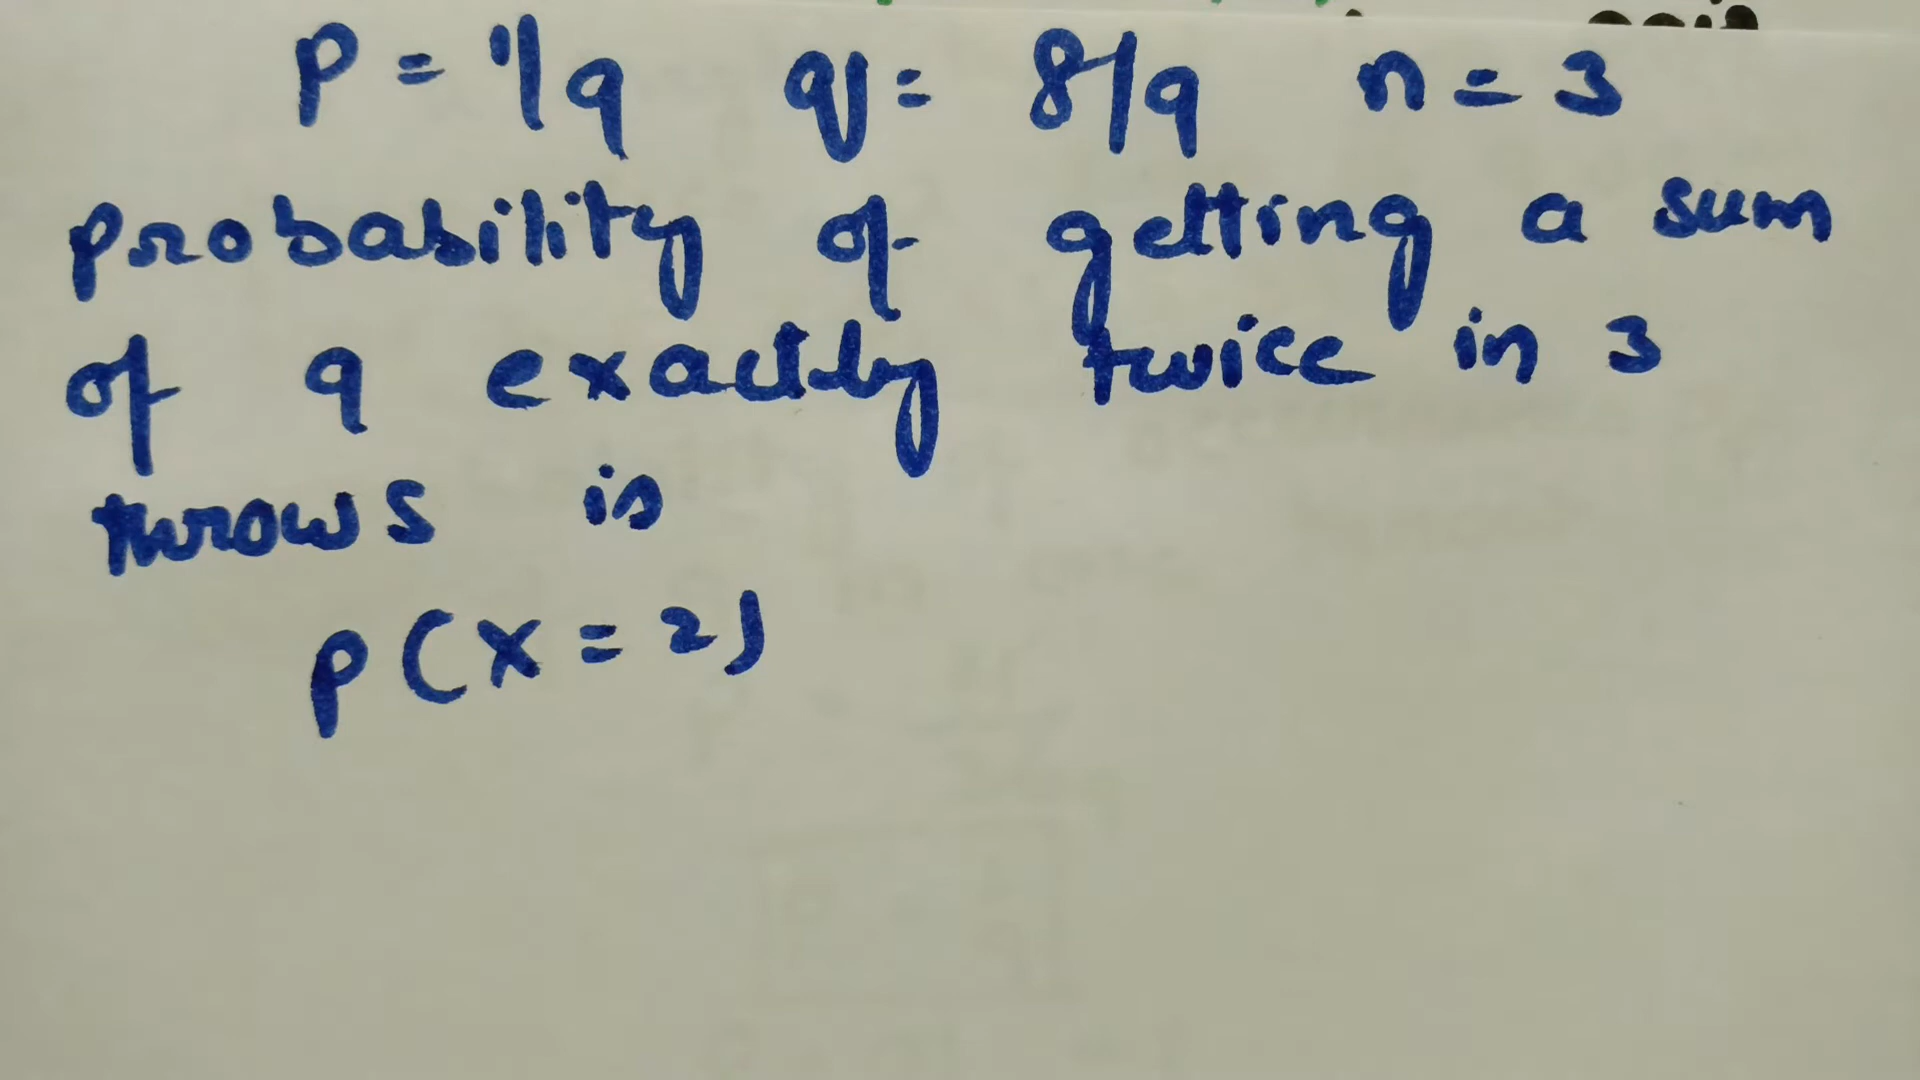 P = 1/9 q = 8/9 n = 3
probability of getting a sum
of 9 exactly twice in 3
throws is
P(X=2)